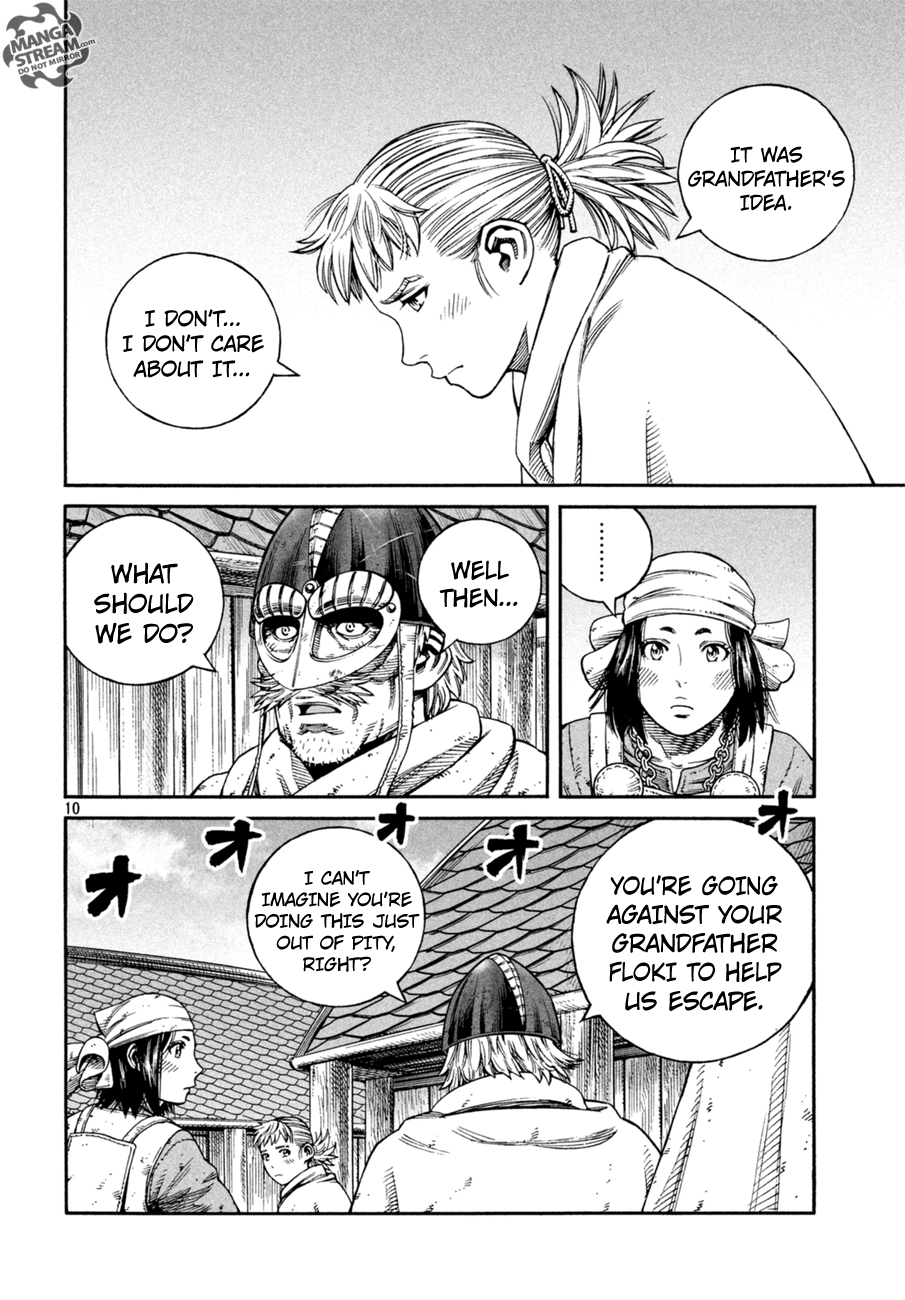 MANGA
STREAM.com
DO NOT MIRROR
IT WAS
GRANDFATHER'S
IDEA.
I DON'T...
I DON'T CARE
ABOUT IT...
.........
WELL
THEN...
WHAT
SHOULD
WE DO?
10
YOU'RE GOING
AGAINST YOUR
GRANDFATHER
FLOKI TO HELP
US ESCAPE.
I CAN'T
IMAGINE YOU'RE
DOING THIS JUST
OUT OF PITY,
RIGHT?
オ
オ
オ
オ
オ